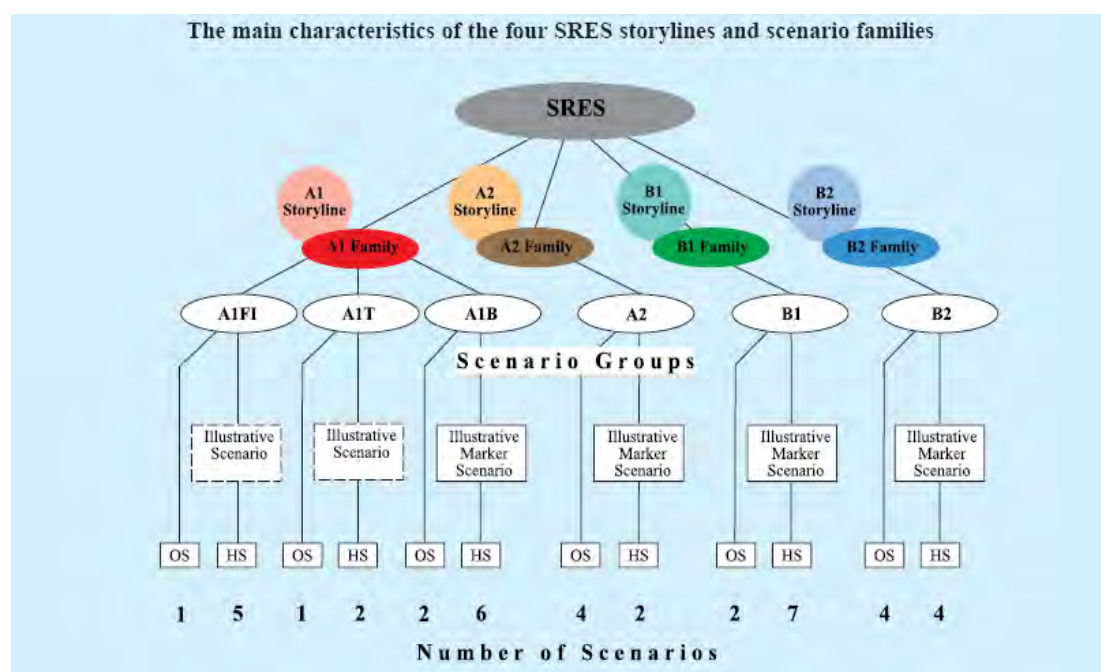 The main characteristics of the four SRES storylines and scenario families
SRES
A1
Storyline
A2
Storyline
B1
Storyline
B2
Storyline
A1 Family
A2 Family
B1 Family
B2 Family
A1FI
A1T
A1B
A2
B1
B2
Scenario Groups
Illustrative
Scenario
Illustrative
Scenario
Illustrative
Marker
Scenario
Illustrative
Marker
Scenario
Illustrative
Marker
Scenario
Illustrative
Marker
Scenario
OS HS OS HS OS HS OS HS OS HS OS HS
1 5 1 2 2 6 4 2 2 7 4 4
Number of Scenarios